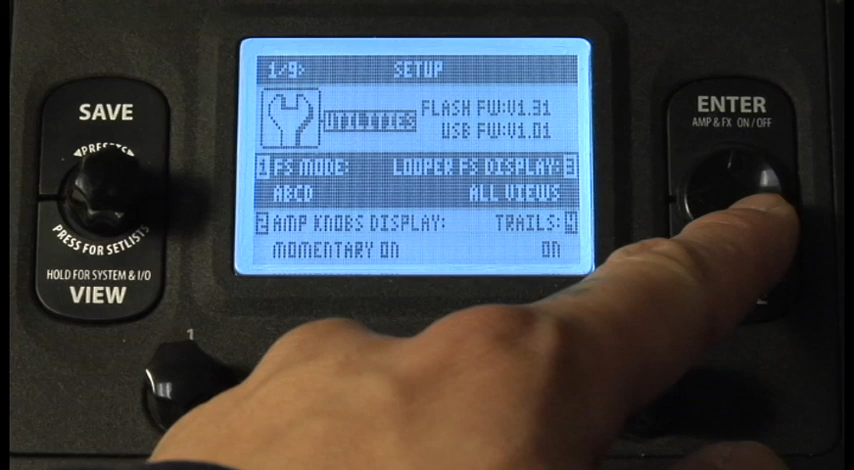 SAVE
◀PRESETS▶
PRESS FOR SETLISTS
HOLD FOR SYSTEM & I/O
VIEW
1/9› SETUP
UTILITIES
FLASH FW:V1.31
USB FW:V1.01
1 FS MODE: LOOPER FS DISPLAY: 3
ABCD ALL VIEWS
2 AMP KNOBS DISPLAY: TRAILS: 4
MOMENTARY ON ON
ENTER
AMP & FX ON/OFF
1